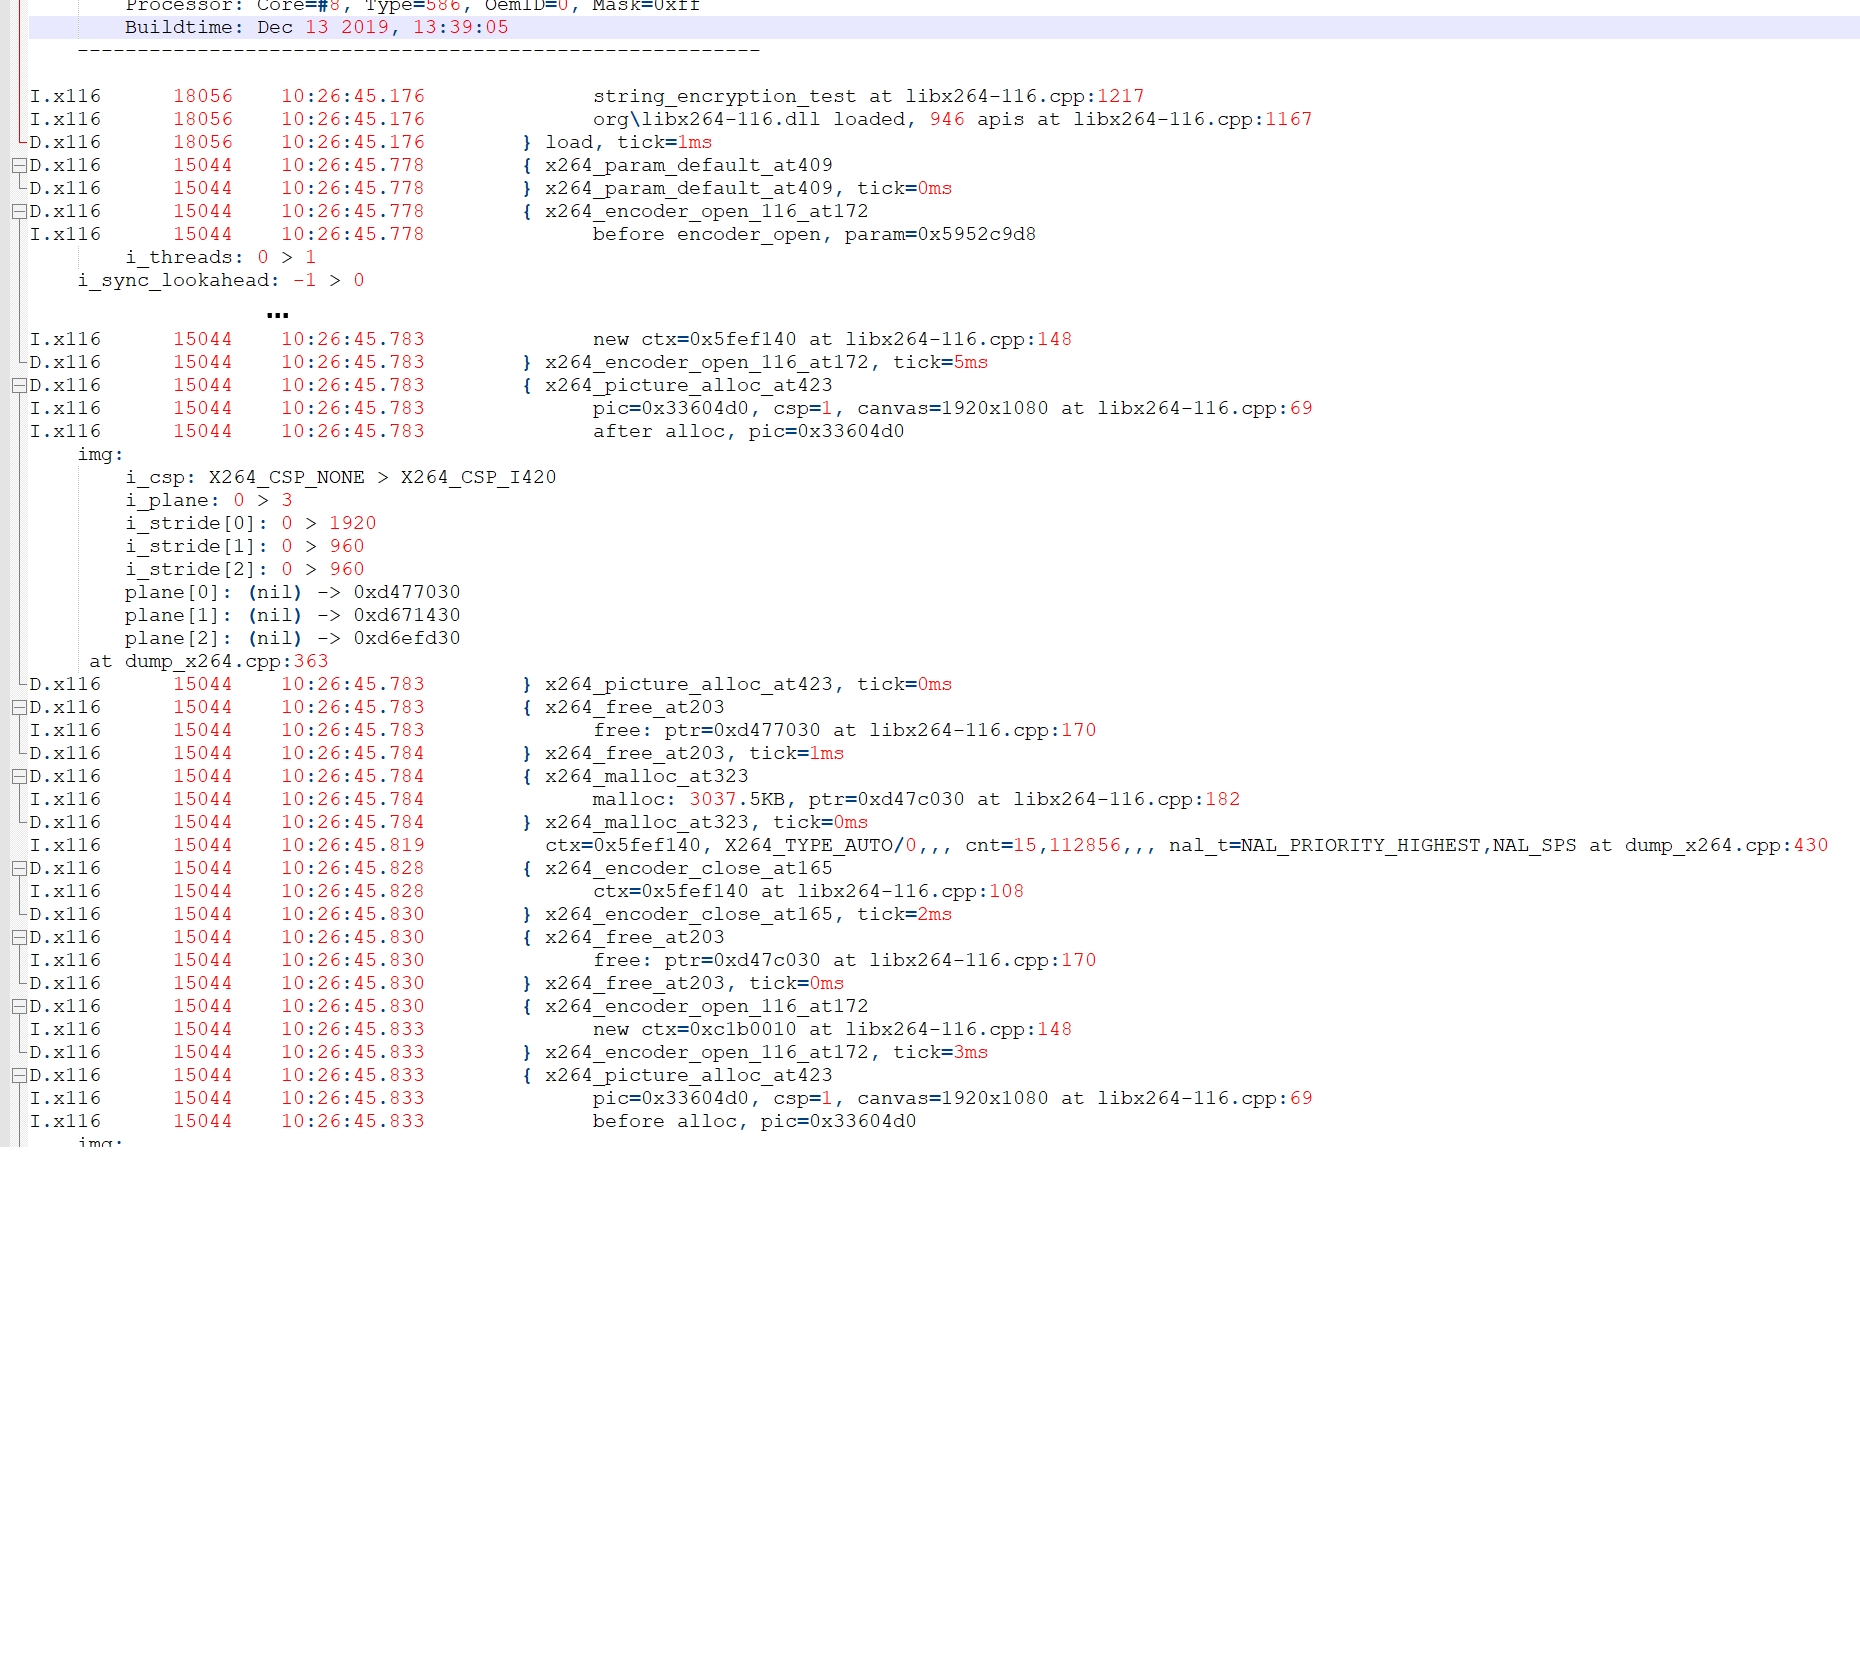 Processor: Core=#8, Type=586, OemID=0, Mask=0xff
Buildtime: Dec 13 2019, 13:39:05
---------------------------------------------------------
I.x116 18056 10:26:45.176 string_encryption_test at libx264-116.cpp:1217
I.x116 18056 10:26:45.176 org\libx264-116.dll loaded, 946 apis at libx264-116.cpp:1167
D.x116 18056 10:26:45.176 } load, tick=1ms
D.x116 15044 10:26:45.778 { x264_param_default_at409
D.x116 15044 10:26:45.778 } x264_param_default_at409, tick=0ms
D.x116 15044 10:26:45.778 { x264_encoder_open_116_at172
I.x116 15044 10:26:45.778 before encoder_open, param=0x5952c9d8
i_threads: 0 > 1
i_sync_lookahead: -1 > 0
...
I.x116 15044 10:26:45.783 new ctx=0x5fef140 at libx264-116.cpp:148
D.x116 15044 10:26:45.783 } x264_encoder_open_116_at172, tick=5ms
D.x116 15044 10:26:45.783 { x264_picture_alloc_at423
I.x116 15044 10:26:45.783 pic=0x33604d0, csp=1, canvas=1920x1080 at libx264-116.cpp:69
I.x116 15044 10:26:45.783 after alloc, pic=0x33604d0
img:
i_csp: X264_CSP_NONE > X264_CSP_I420
i_plane: 0 > 3
i_stride[0]: 0 > 1920
i_stride[1]: 0 > 960
i_stride[2]: 0 > 960
plane[0]: (nil) -> 0xd477030
plane[1]: (nil) -> 0xd671430
plane[2]: (nil) -> 0xd6efd30
at dump_x264.cpp:363
D.x116 15044 10:26:45.783 } x264_picture_alloc_at423, tick=0ms
D.x116 15044 10:26:45.783 { x264_free_at203
I.x116 15044 10:26:45.783 free: ptr=0xd477030 at libx264-116.cpp:170
D.x116 15044 10:26:45.784 } x264_free_at203, tick=1ms
D.x116 15044 10:26:45.784 { x264_malloc_at323
I.x116 15044 10:26:45.784 malloc: 3037.5KB, ptr=0xd47c030 at libx264-116.cpp:182
D.x116 15044 10:26:45.784 } x264_malloc_at323, tick=0ms
I.x116 15044 10:26:45.819 ctx=0x5fef140, X264_TYPE_AUTO/0,,, cnt=15,112856,,, nal_t=NAL_PRIORITY_HIGHEST,NAL_SPS at dump_x264.cpp:430
D.x116 15044 10:26:45.828 { x264_encoder_close_at165
I.x116 15044 10:26:45.828 ctx=0x5fef140 at libx264-116.cpp:108
D.x116 15044 10:26:45.830 } x264_encoder_close_at165, tick=2ms
D.x116 15044 10:26:45.830 { x264_free_at203
I.x116 15044 10:26:45.830 free: ptr=0xd47c030 at libx264-116.cpp:170
D.x116 15044 10:26:45.830 } x264_free_at203, tick=0ms
D.x116 15044 10:26:45.830 { x264_encoder_open_116_at172
I.x116 15044 10:26:45.833 new ctx=0xc1b0010 at libx264-116.cpp:148
D.x116 15044 10:26:45.833 } x264_encoder_open_116_at172, tick=3ms
D.x116 15044 10:26:45.833 { x264_picture_alloc_at423
I.x116 15044 10:26:45.833 pic=0x33604d0, csp=1, canvas=1920x1080 at libx264-116.cpp:69
I.x116 15044 10:26:45.833 before alloc, pic=0x33604d0
img: